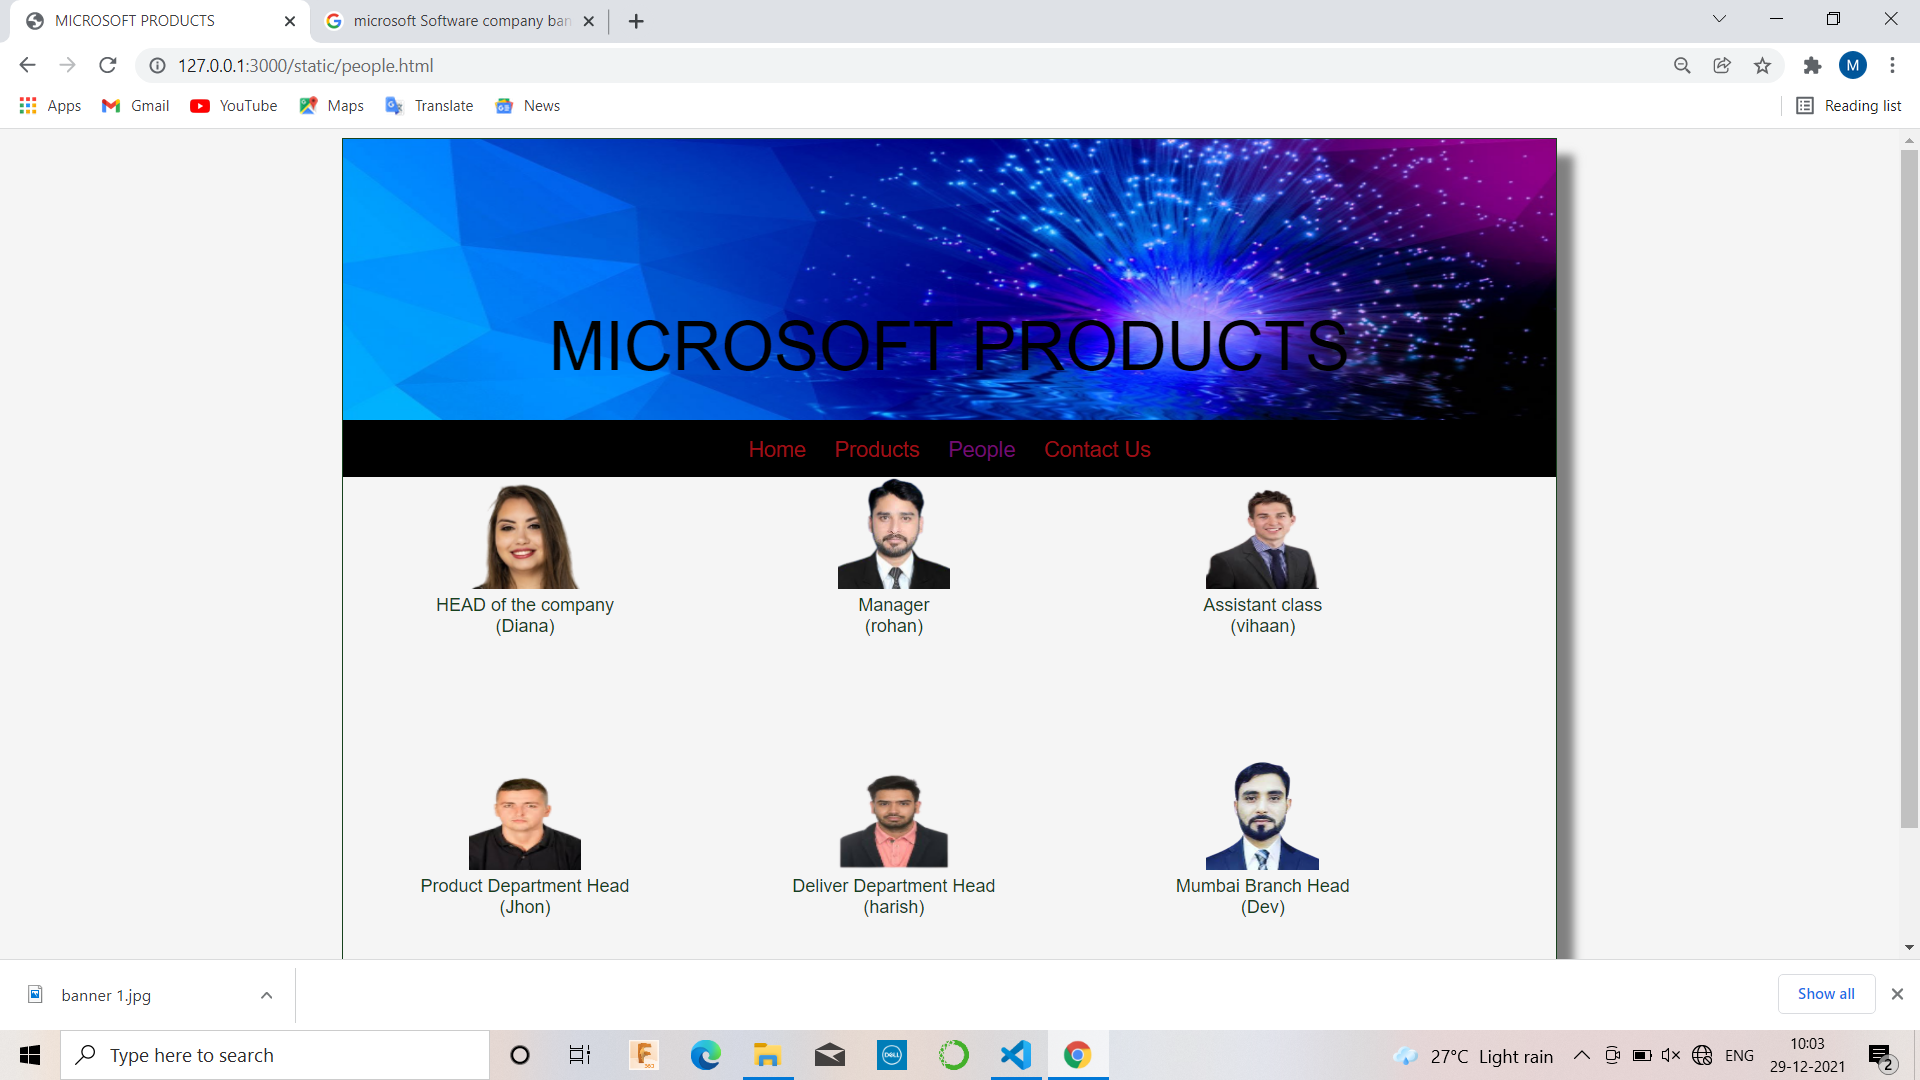 MICROSOFT PRODUCTS
microsoft Software company ban
127.0.0.1:3000/static/people.html
M
Apps Gmail YouTube Maps Translate News Reading list
MICROSOFT PRODUCTS
Home Products People Contact Us
HEAD of the company
(Diana)
Manager
(rohan)
Assistant class
(vihaan)
Product Department Head
(Jhon)
Deliver Department Head
(harish)
Mumbai Branch Head
(Dev)
banner 1.jpg
Show all
Type here to search
DELL
27°C Light rain
ENG
10:03
29-12-2021
2